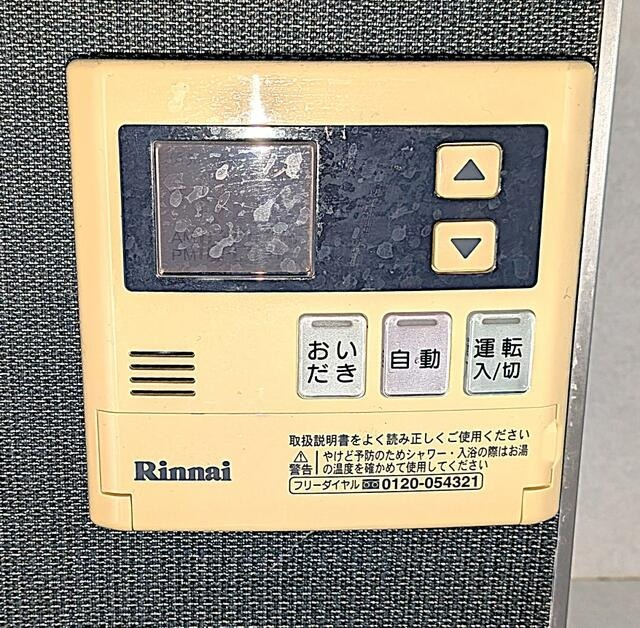 AM
PM
おい
だき
自動
運転
入/切
取扱説明書をよく読み正しくご使用ください
警告
やけど予防のためシャワー・入浴の際はお湯
の温度を確かめて使用してください
Rinnai
フリーダイヤル 0120-054321